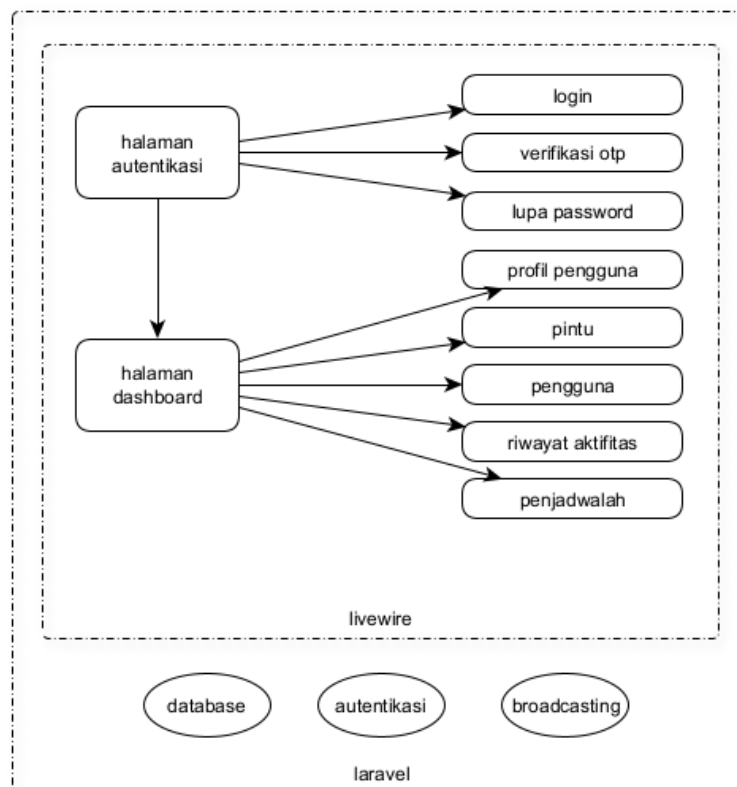 halaman
autentikasi
login
verifikasi otp
lupa password
halaman
dashboard
profil pengguna
pintu
pengguna
riwayat aktifitas
penjadwalah
livewire
database
autentikasi
broadcasting
laravel